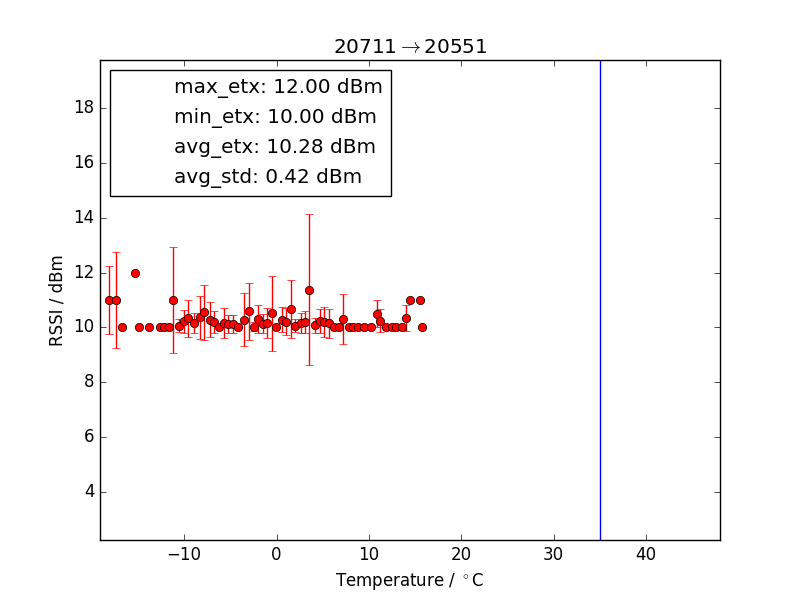 20711→20551
max_etx: 12.00 dBm
min_etx: 10.00 dBm
avg_etx: 10.28 dBm
avg_std: 0.42 dBm
18
16
14
12
10
8
6
4
RSSI / dBm
−10 0 10 20 30 40
Temperature / °C